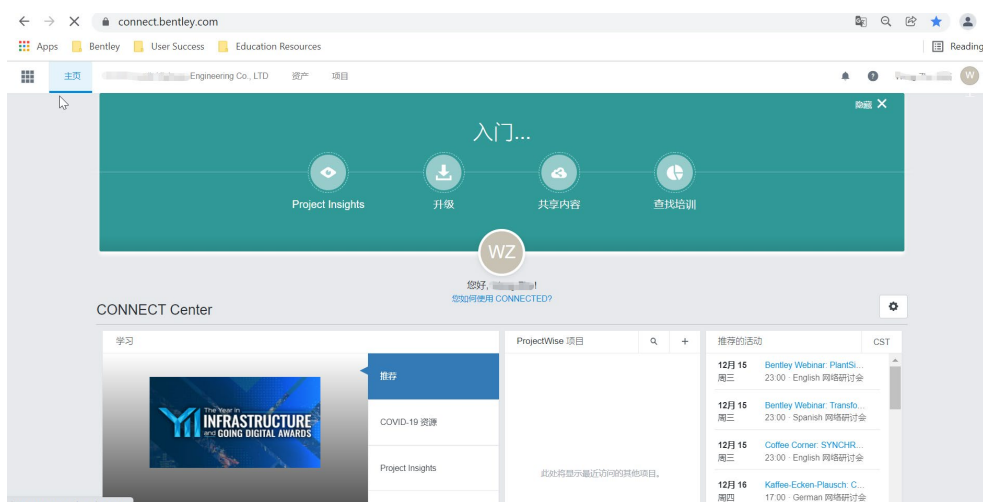 connect.bentley.com
Apps Bentley User Success Education Resources Reading
主页 Engineering Co., LTD 资产 项目 W
隐藏
入门...
Project Insights 升级 共享内容 查找培训
WZ
您好, !
您如何使用 CONNECTED?
CONNECT Center
学习
The Year in
INFRASTRUCTURE
and GOING DIGITAL AWARDS
推荐
COVID-19 资源
Project Insights
ProjectWise 项目
此处将显示最近访问的其他项目。
推荐的活动 CST
12月 15 Bentley Webinar: PlantSi...
周三 23:00 · English 网络研讨会
12月 15 Bentley Webinar: Transfo...
周三 23:00 · Spanish 网络研讨会
12月 15 Coffee Corner: SYNCHR...
周三 23:00 · English 网络研讨会
12月 16 Kaffee-Ecken-Plausch: C...
周四 17:00 · German 网络研讨会